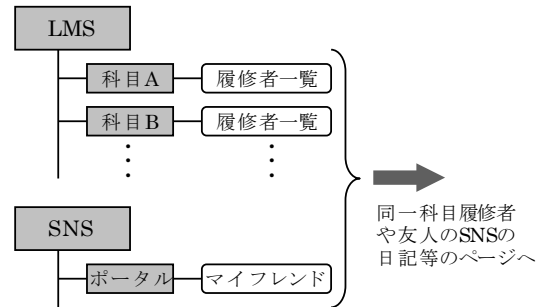 LMS
科目A
履修者一覧
科目B
履修者一覧
SNS
ポータル
マイフレンド
同一科目履修者
や友人のSNSの
日記等のページへ